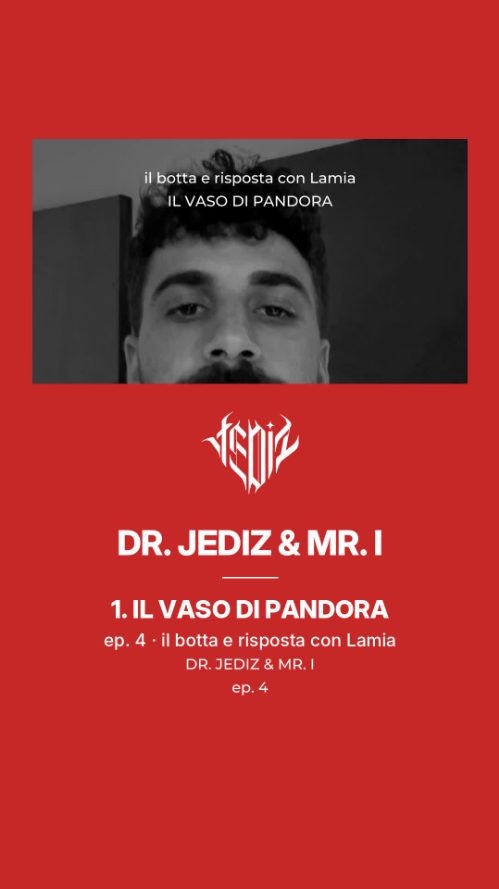 il botta e risposta con Lamia
IL VASO DI PANDORA
JEDIZ
DR. JEDIZ & MR. I
1. IL VASO DI PANDORA
ep. 4 · il botta e risposta con Lamia
DR. JEDIZ & MR. I
ep. 4